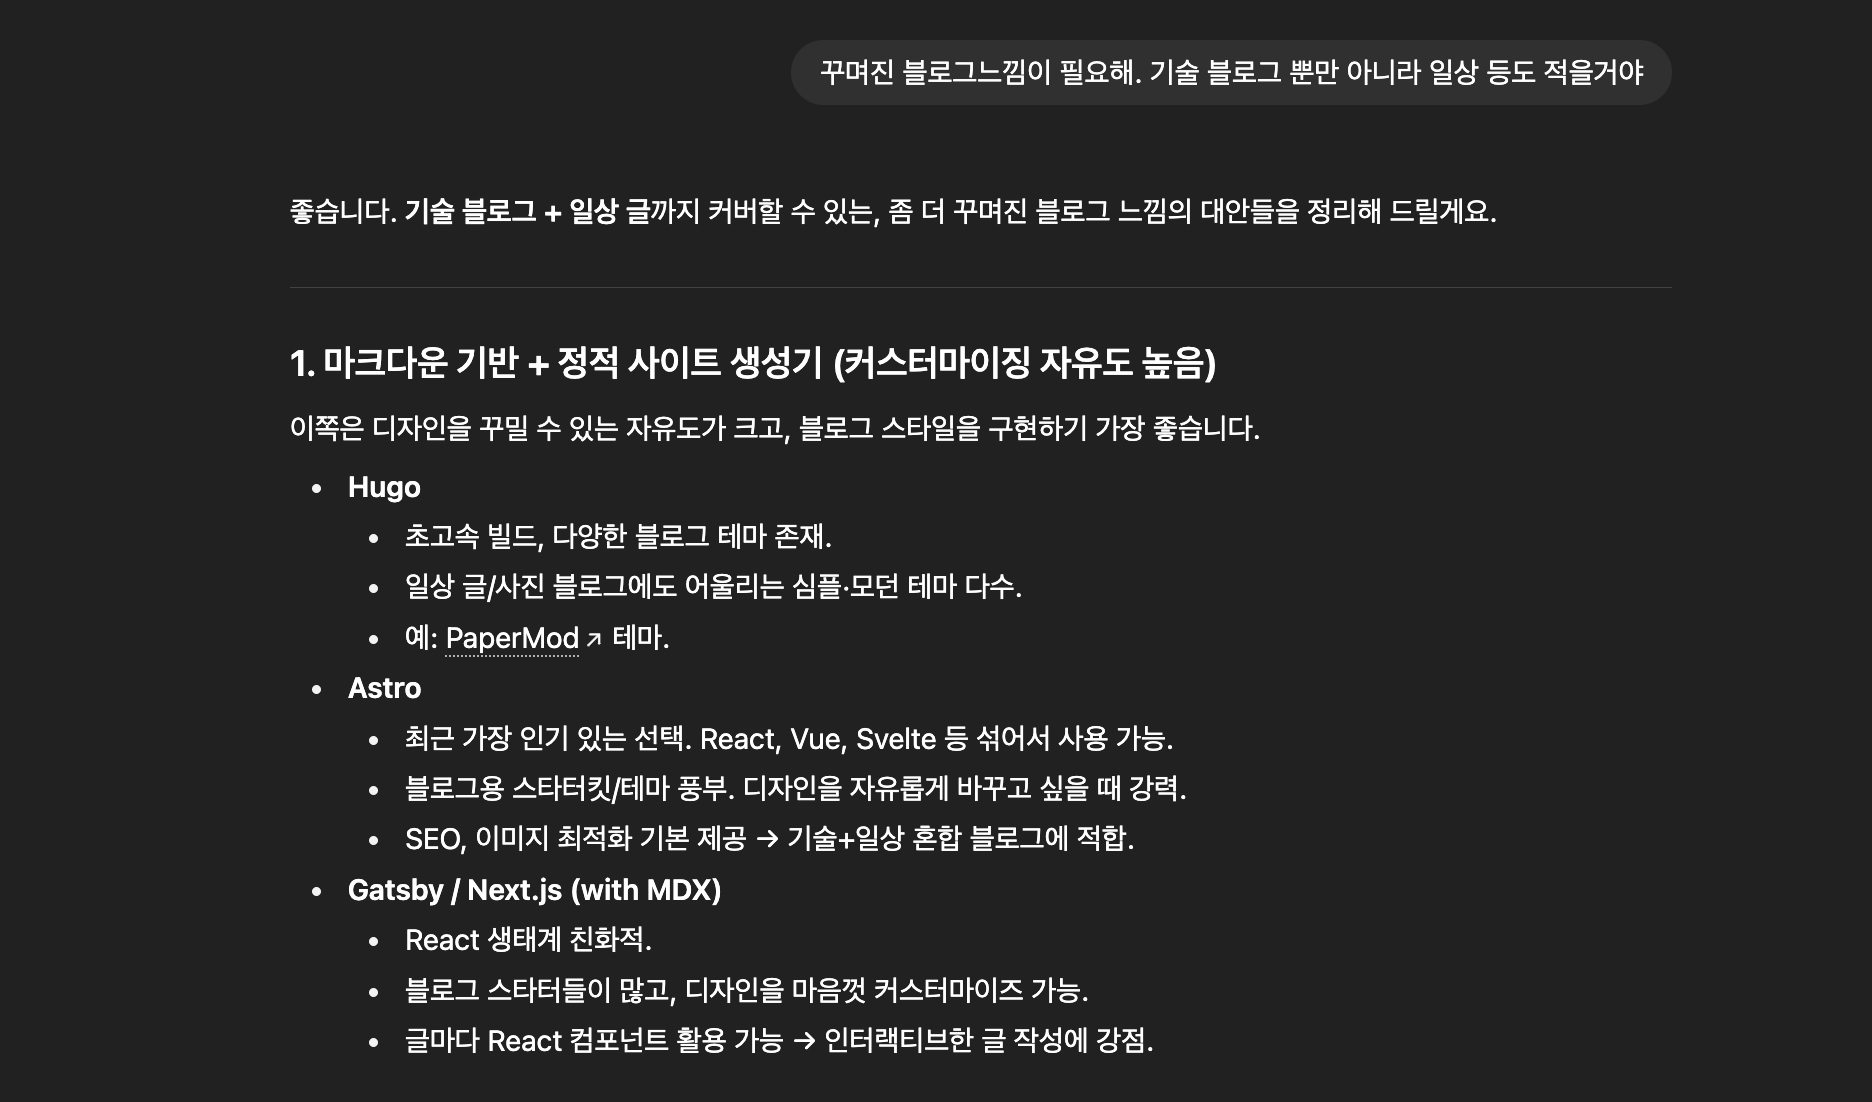 꾸며진 블로그느낌이 필요해. 기술 블로그 뿐만 아니라 일상 등도 적을거야
좋습니다. 기술 블로그 + 일상 글까지 커버할 수 있는, 좀 더 꾸며진 블로그 느낌의 대안들을 정리해 드릴게요.
1. 마크다운 기반 + 정적 사이트 생성기 (커스터마이징 자유도 높음)
이쪽은 디자인을 꾸밀 수 있는 자유도가 크고, 블로그 스타일을 구현하기 가장 좋습니다.
• Hugo
• 초고속 빌드, 다양한 블로그 테마 존재.
• 일상 글/사진 블로그에도 어울리는 심플·모던 테마 다수.
• 예: PaperMod ↗ 테마.
• Astro
• 최근 가장 인기 있는 선택. React, Vue, Svelte 등 섞어서 사용 가능.
• 블로그용 스타터킷/테마 풍부. 디자인을 자유롭게 바꾸고 싶을 때 강력.
• SEO, 이미지 최적화 기본 제공 → 기술+일상 혼합 블로그에 적합.
• Gatsby / Next.js (with MDX)
• React 생태계 친화적.
• 블로그 스타터들이 많고, 디자인을 마음껏 커스터마이즈 가능.
• 글마다 React 컴포넌트 활용 가능 → 인터랙티브한 글 작성에 강점.